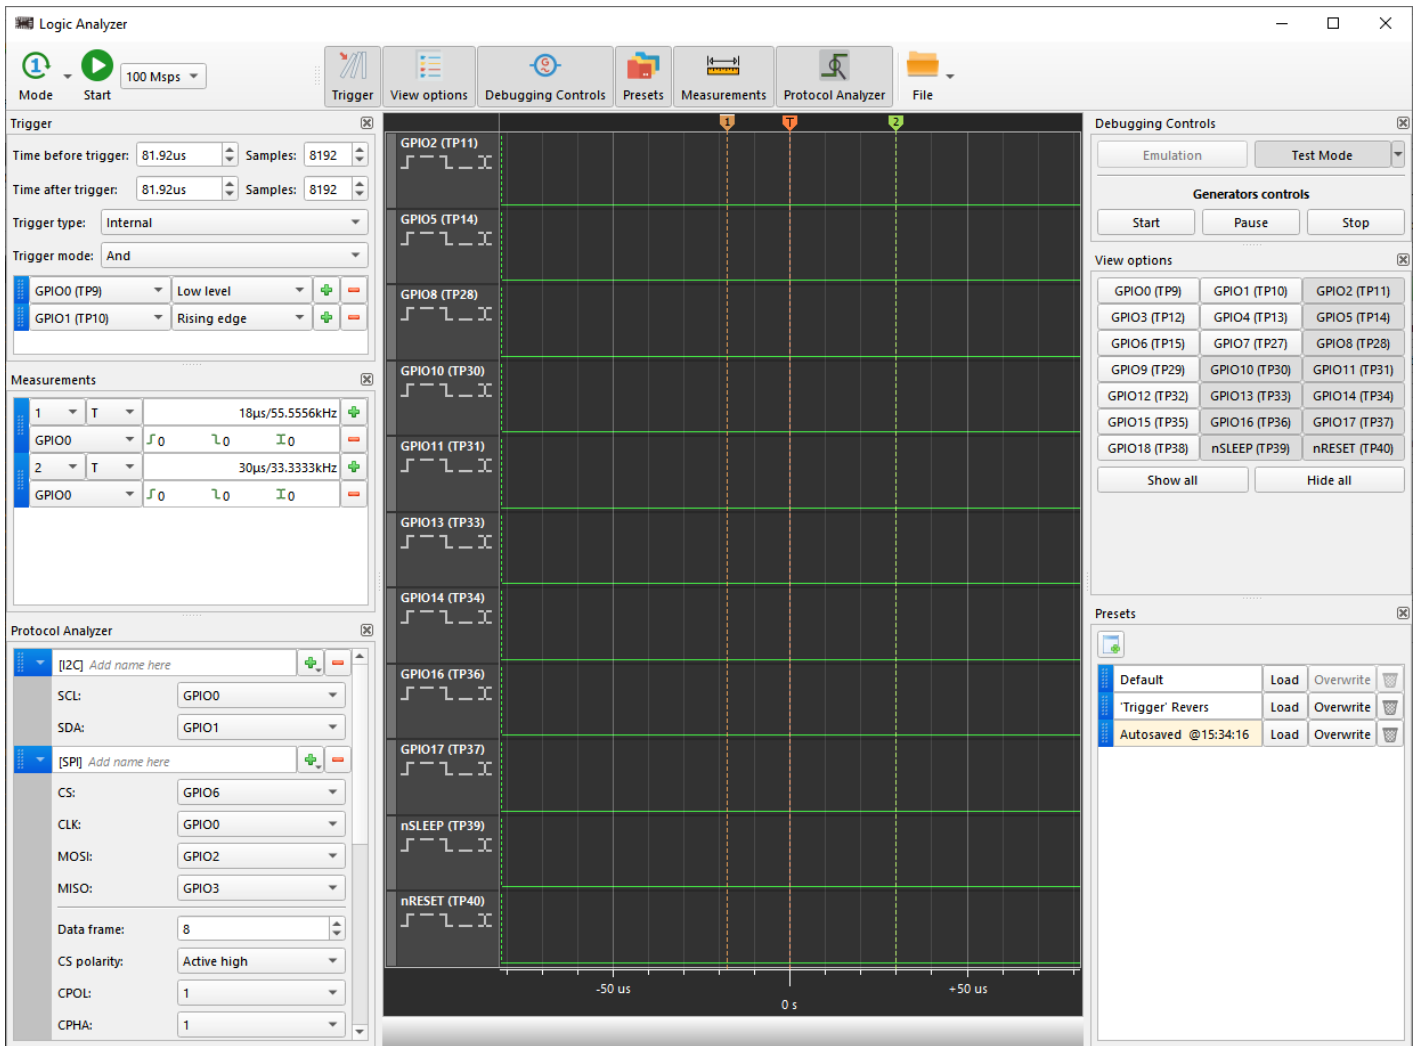 Logic Analyzer
Mode
Start
100 Msps
Trigger
View options
Debugging Controls
Presets
Measurements
Protocol Analyzer
File
Trigger
Time before trigger: 81.92us Samples: 8192
Time after trigger: 81.92us Samples: 8192
Trigger type: Internal
Trigger mode: And
GPIO0 (TP9) Low level
GPIO1 (TP10) Rising edge
Measurements
1 T 18µs/55.5556kHz
GPIO0 0 0 0
2 T 30µs/33.3333kHz
GPIO0 0 0 0
Protocol Analyzer
[I2C] Add name here
SCL: GPIO0
SDA: GPIO1
[SPI] Add name here
CS: GPIO6
CLK: GPIO0
MOSI: GPIO2
MISO: GPIO3
Data frame: 8
CS polarity: Active high
CPOL: 1
CPHA: 1
1 T 2
GPIO2 (TP11)
GPIO5 (TP14)
GPIO8 (TP28)
GPIO10 (TP30)
GPIO11 (TP31)
GPIO13 (TP33)
GPIO14 (TP34)
GPIO16 (TP36)
GPIO17 (TP37)
nSLEEP (TP39)
nRESET (TP40)
-50 us
0 s
+50 us
Debugging Controls
Emulation Test Mode
Generators controls
Start Pause Stop
View options
GPIO0 (TP9) GPIO1 (TP10) GPIO2 (TP11)
GPIO3 (TP12) GPIO4 (TP13) GPIO5 (TP14)
GPIO6 (TP15) GPIO7 (TP27) GPIO8 (TP28)
GPIO9 (TP29) GPIO10 (TP30) GPIO11 (TP31)
GPIO12 (TP32) GPIO13 (TP33) GPIO14 (TP34)
GPIO15 (TP35) GPIO16 (TP36) GPIO17 (TP37)
GPIO18 (TP38) nSLEEP (TP39) nRESET (TP40)
Show all Hide all
Presets
Default Load Overwrite
'Trigger' Revers Load Overwrite
Autosaved @15:34:16 Load Overwrite